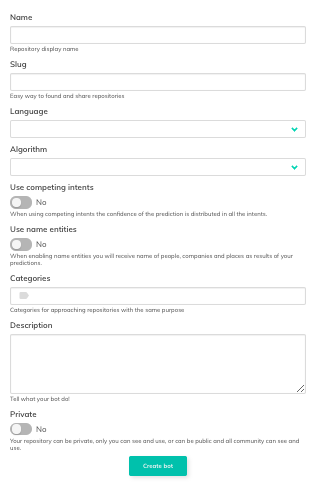 Name
Repository display name
Slug
Easy way to found and share repositories
Language
Algorithm
Use competing intents
No
When using competing intents the confidence of the prediction is distributed in all the intents.
Use name entities
No
When enabling name entities you will receive name of people, companies and places as results of your
predictions.
Categories
Categories for approaching repositories with the same purpose
Description
Tell what your bot do!
Private
No
Your repository can be private, only you can see and use, or can be public and all community can see and
use.
Create bot